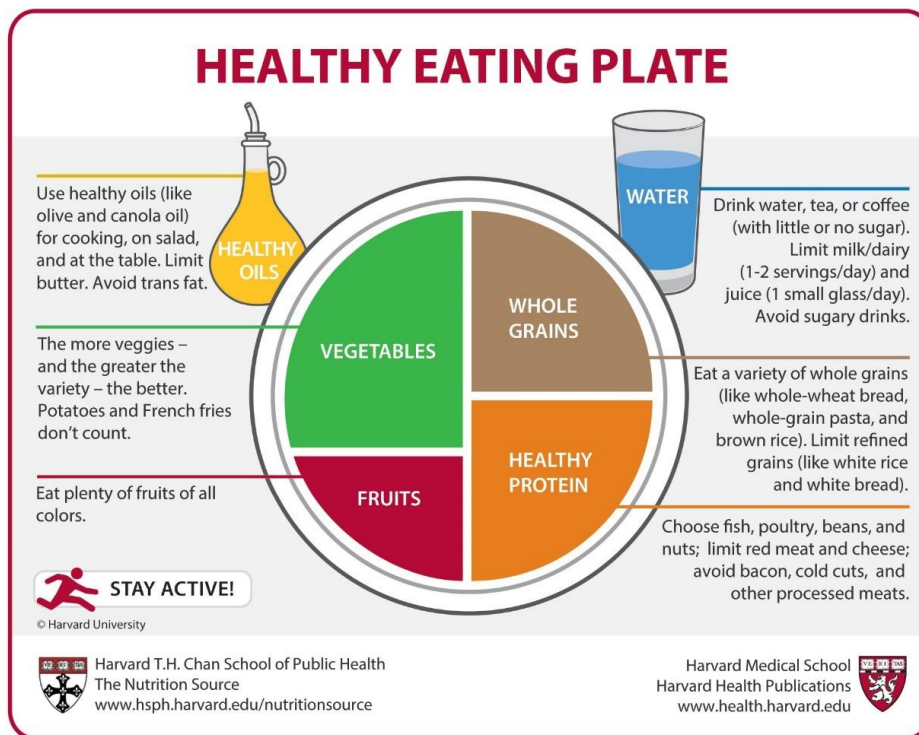 HEALTHY EATING PLATE
Use healthy oils (like
olive and canola oil)
for cooking, on salad,
and at the table. Limit
butter. Avoid trans fat.
HEALTHY
OILS
The more veggies –
and the greater the
variety – the better.
Potatoes and French fries
don't count.
Eat plenty of fruits of all
colors.
VEGETABLES
FRUITS
WHOLE
GRAINS
HEALTHY
PROTEIN
WATER
Drink water, tea, or coffee
(with little or no sugar).
Limit milk/dairy
(1-2 servings/day) and
juice (1 small glass/day).
Avoid sugary drinks.
Eat a variety of whole grains
(like whole-wheat bread,
whole-grain pasta, and
brown rice). Limit refined
grains (like white rice
and white bread).
Choose fish, poultry, beans, and
nuts; limit red meat and cheese;
avoid bacon, cold cuts, and
other processed meats.
STAY ACTIVE!
© Harvard University
Harvard T.H. Chan School of Public Health
The Nutrition Source
www.hsph.harvard.edu/nutritionsource
Harvard Medical School
Harvard Health Publications
www.health.harvard.edu